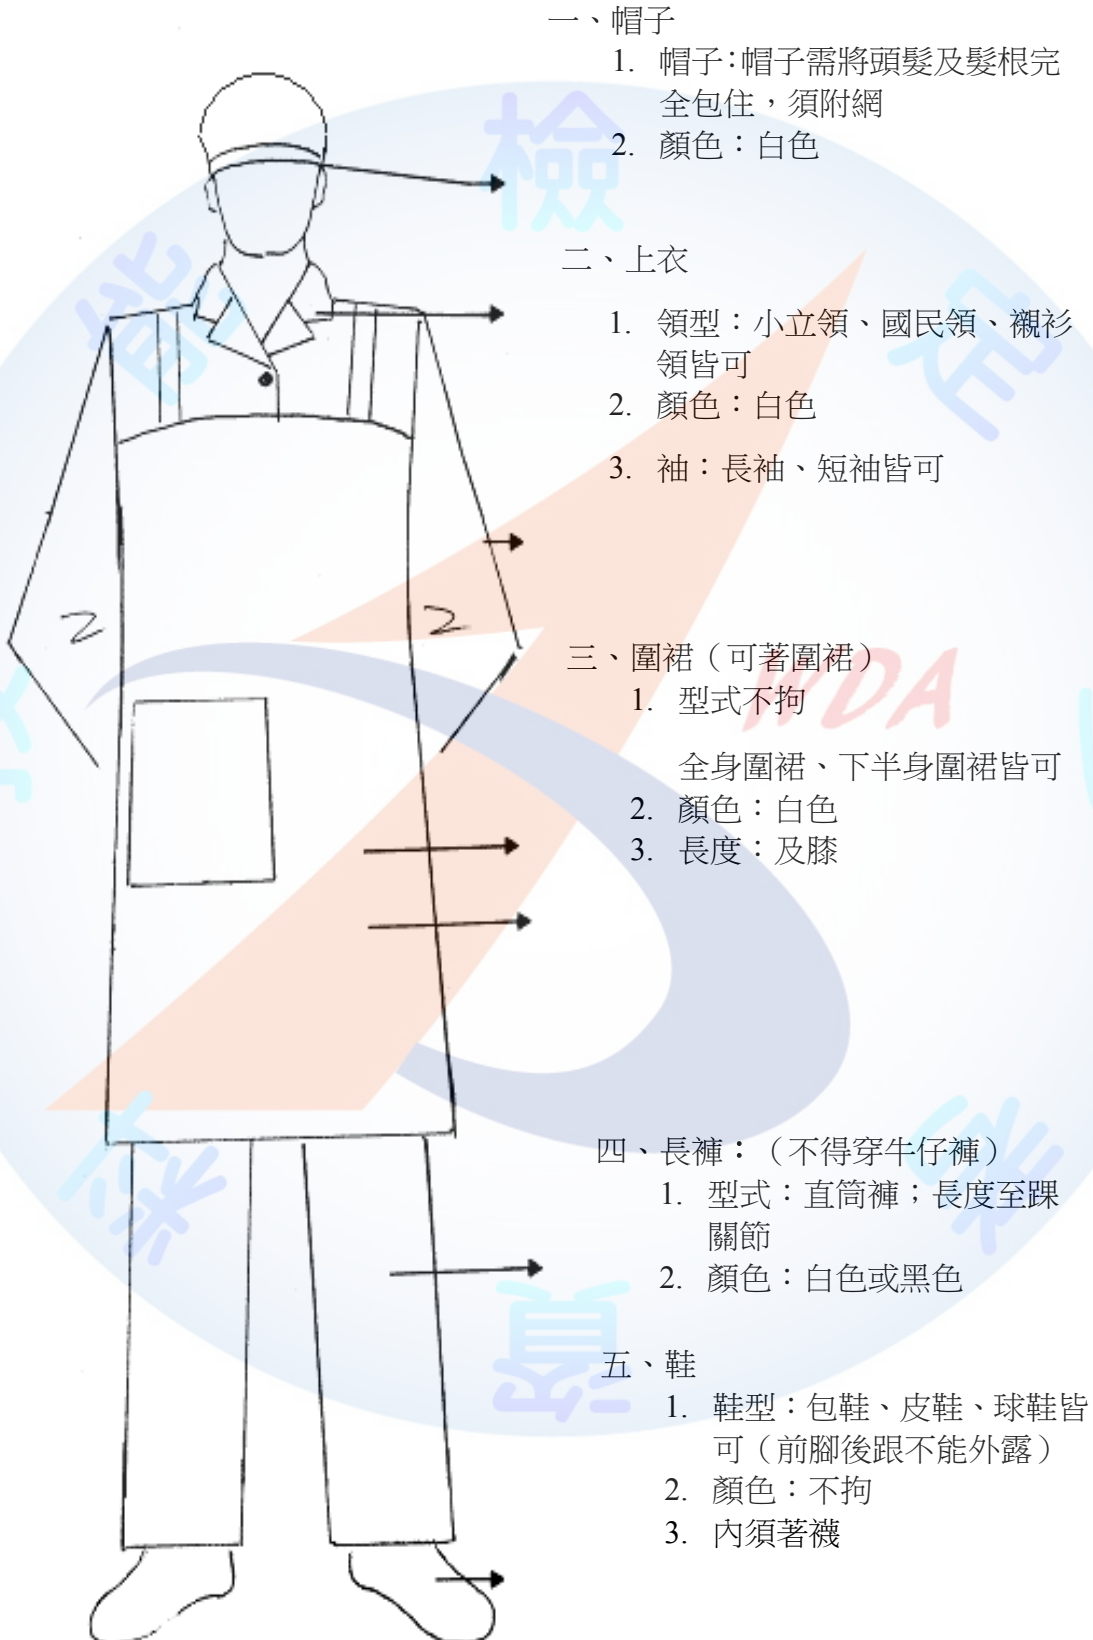 一、帽子
1. 帽子：帽子需將頭髮及髮根完
全包住，須附網
2. 顏色：白色
二、上衣
1. 領型：小立領、國民領、襯衫
領皆可
2. 顏色：白色
3. 袖：長袖、短袖皆可
三、圍裙（可著圍裙）
1. 型式不拘
全身圍裙、下半身圍裙皆可
2. 顏色：白色
3. 長度：及膝
四、長褲：（不得穿牛仔褲）
1. 型式：直筒褲；長度至踝
關節
2. 顏色：白色或黑色
五、鞋
1. 鞋型：包鞋、皮鞋、球鞋皆
可（前腳後跟不能外露）
2. 顏色：不拘
3. 內須著襪
WDA
能
檢
定